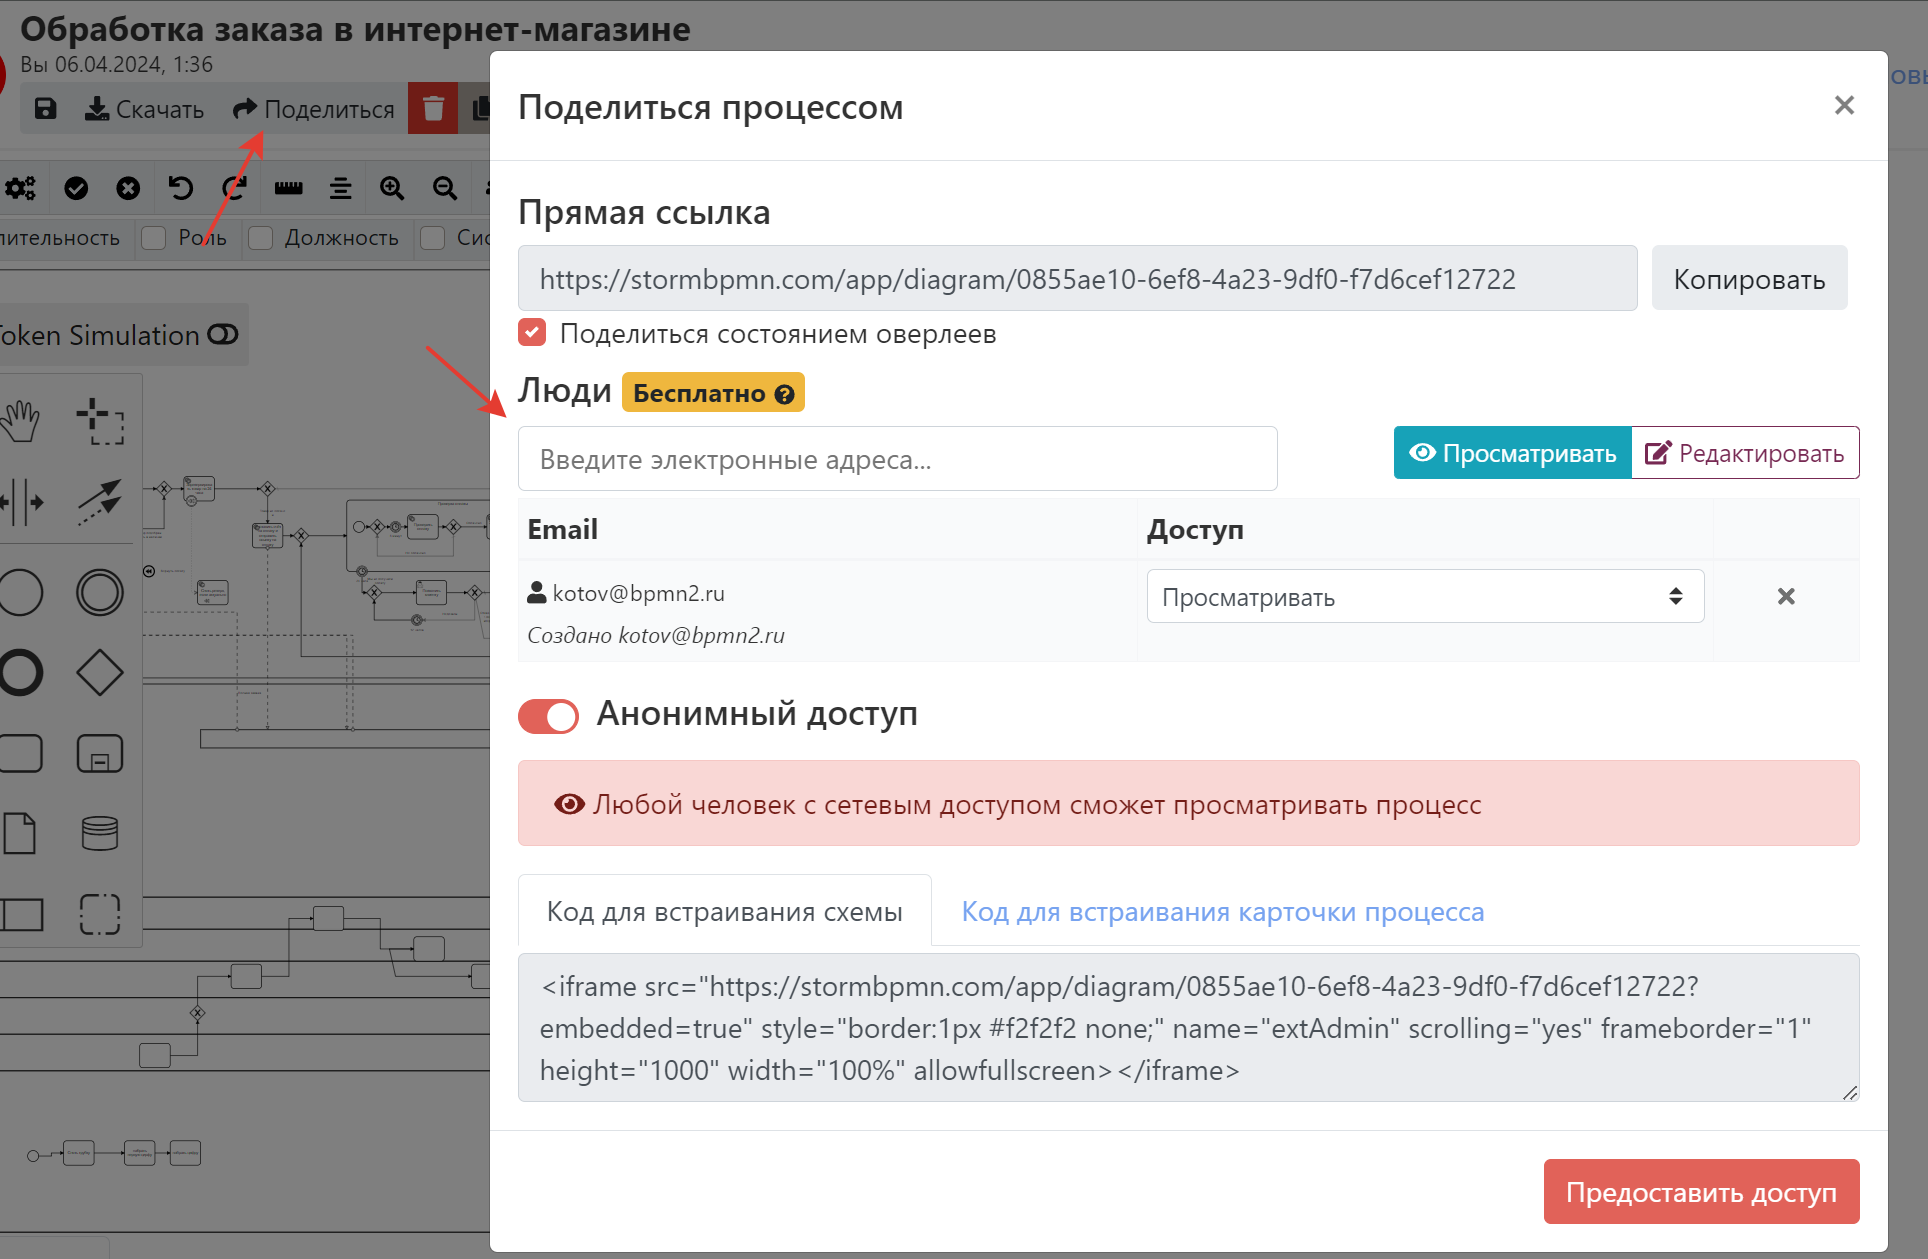 Обработка заказа в интернет-магазине
Вы 06.04.2024, 1:36
Скачать
Поделиться
Роль
Должность
Token Simulation
Поделиться процессом
Прямая ссылка
https://stormbpmn.com/app/diagram/0855ae10-6ef8-4a23-9df0-f7d6cef12722
Копировать
Поделиться состоянием оверлеев
Люди Бесплатно
Введите электронные адреса...
Просматривать
Редактировать
Email
Доступ
kotov@bpmn2.ru
Просматривать
Создано kotov@bpmn2.ru
Анонимный доступ
Любой человек с сетевым доступом сможет просматривать процесс
Код для встраивания схемы
Код для встраивания карточки процесса
<iframe src="https://stormbpmn.com/app/diagram/0855ae10-6ef8-4a23-9df0-f7d6cef12722?
embedded=true" style="border:1px #f2f2f2 none;" name="extAdmin" scrolling="yes" frameborder="1"
height="1000" width="100%" allowfullscreen></iframe>
Предоставить доступ